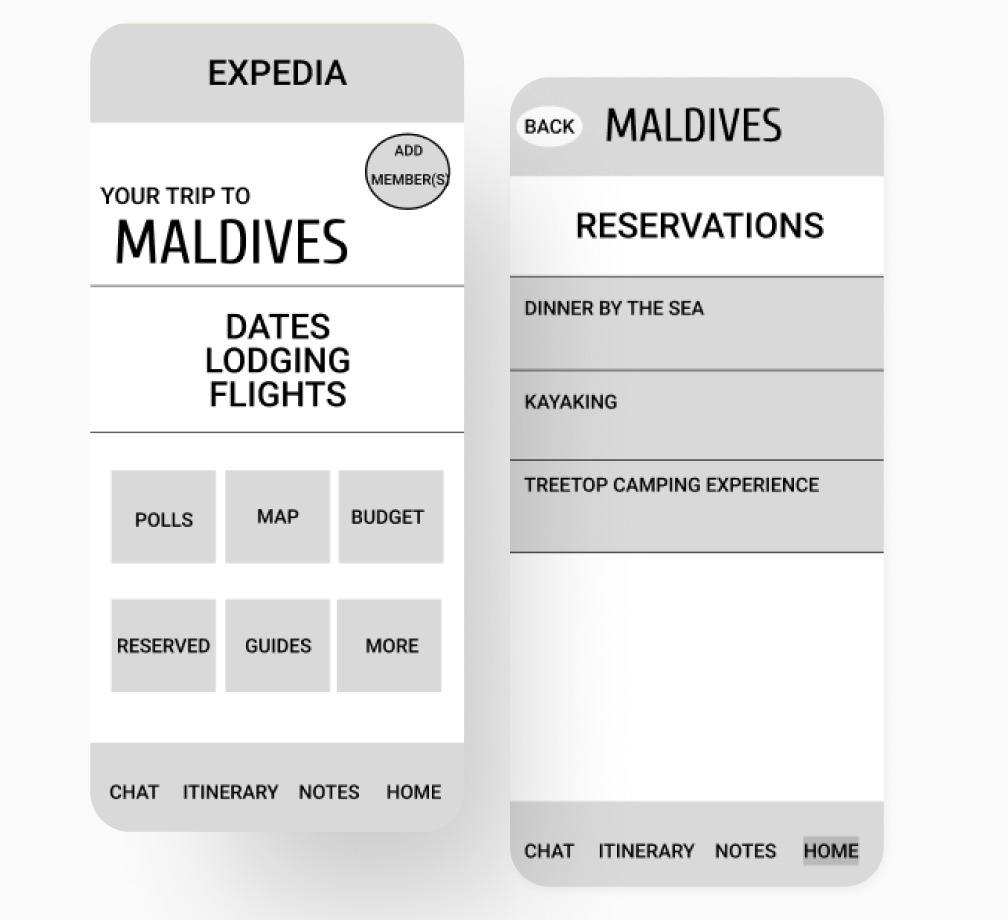 EXPEDIA
ADD
MEMBER(S)
YOUR TRIP TO
MALDIVES
DATES
LODGING
FLIGHTS
POLLS MAP BUDGET
RESERVED GUIDES MORE
CHAT ITINERARY NOTES HOME
BACK MALDIVES
RESERVATIONS
DINNER BY THE SEA
KAYAKING
TREETOP CAMPING EXPERIENCE
CHAT ITINERARY NOTES HOME